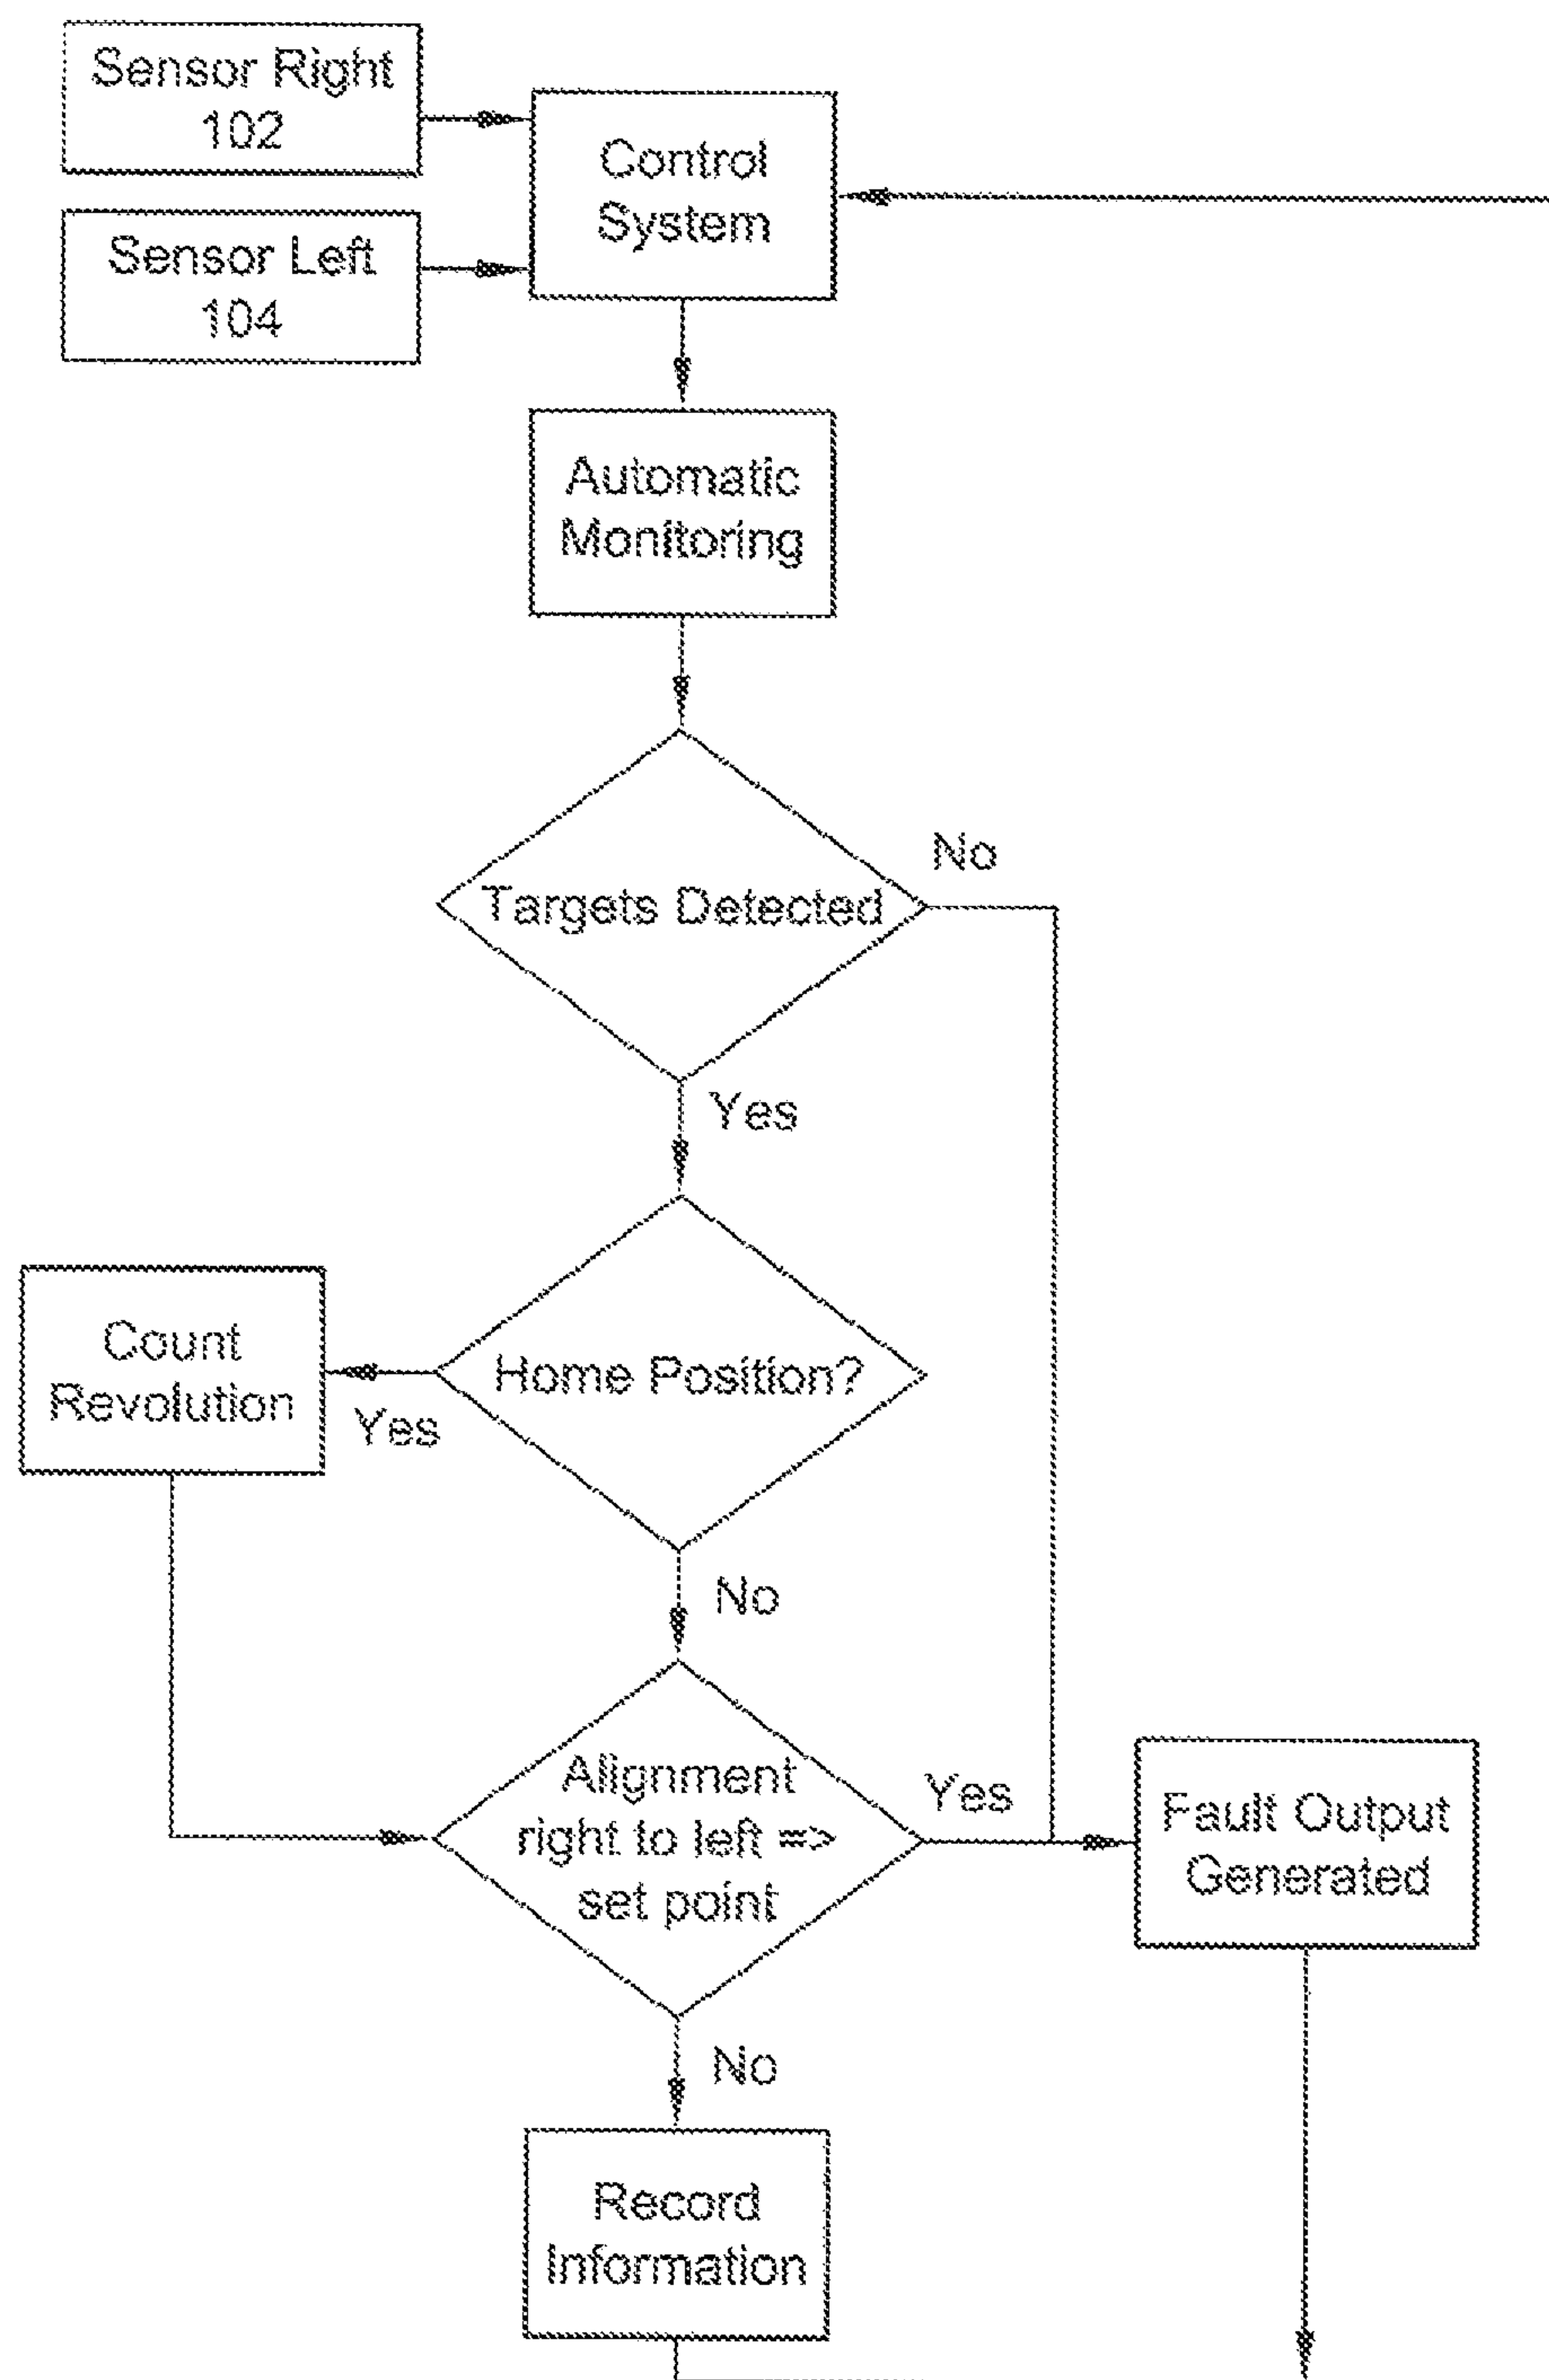 Sensor Right
102
Control
System
Sensor Left
104
Automatic
Monitoring
No
Targets Detected
Yes
Count
Revolution
Yes
Home Position?
No
Alignment
right to left =>
set point
Yes
Fault Output
Generated
No
Record
Information